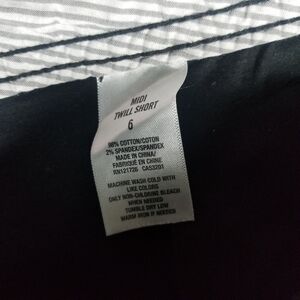 MIDI
TWILL SHORT
6
98% COTTON/COTON
2% SPANDEX/SPANDEX
MADE IN CHINA/
FABRIQUÉ EN CHINE
RN121726 CA53201
MACHINE WASH COLD WITH
LIKE COLORS
ONLY NON-CHLORINE BLEACH
WHEN NEEDED
TUMBLE DRY LOW
WARM IRON IF NEEDED